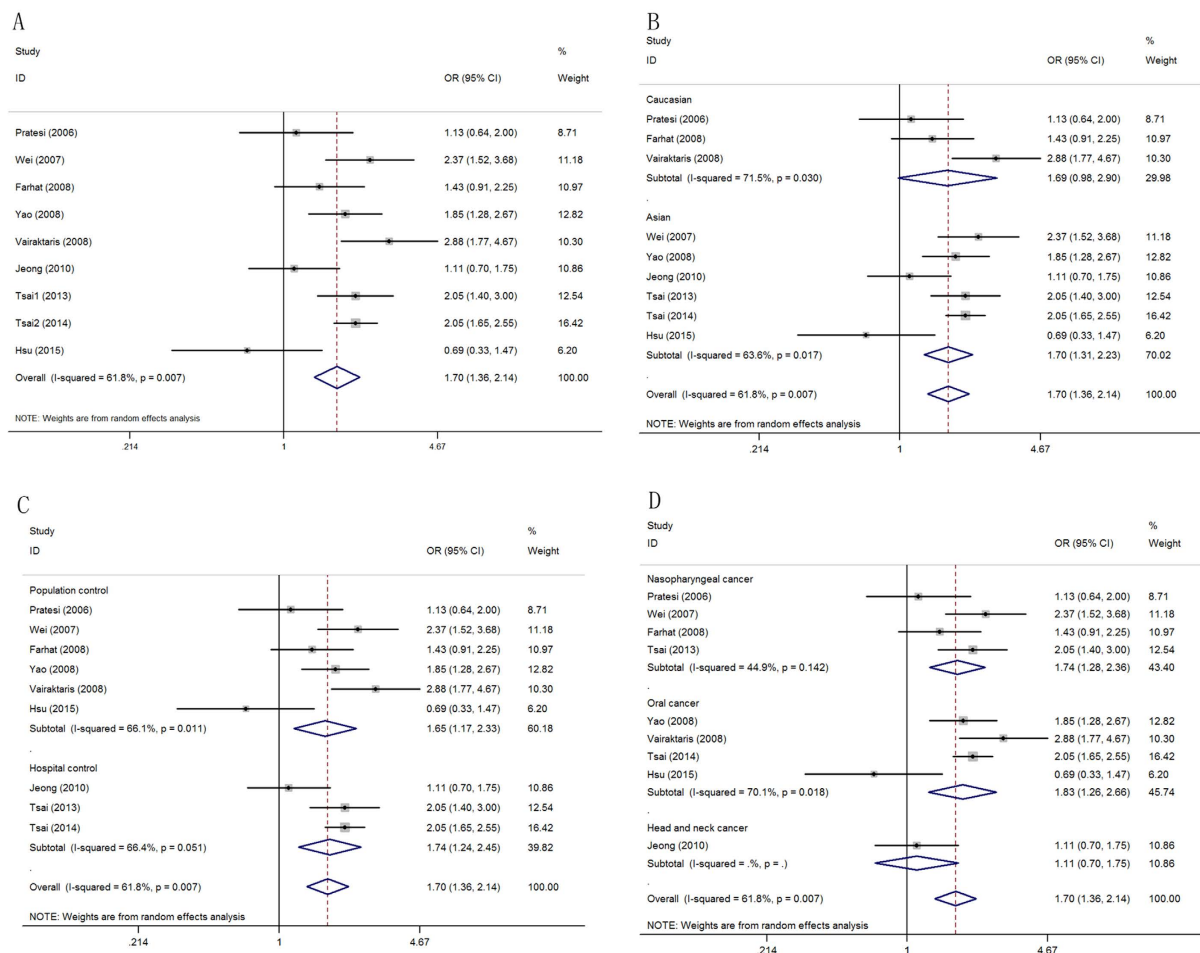 A
Study %
ID OR (95% CI) Weight
Pratesi (2006) 1.13 (0.64, 2.00) 8.71
Wei (2007) 2.37 (1.52, 3.68) 11.18
Farhat (2008) 1.43 (0.91, 2.25) 10.97
Yao (2008) 1.85 (1.28, 2.67) 12.82
Vairaktaris (2008) 2.88 (1.77, 4.67) 10.30
Jeong (2010) 1.11 (0.70, 1.75) 10.86
Tsai1 (2013) 2.05 (1.40, 3.00) 12.54
Tsai2 (2014) 2.05 (1.65, 2.55) 16.42
Hsu (2015) 0.69 (0.33, 1.47) 6.20
Overall (I-squared = 61.8%, p = 0.007) 1.70 (1.36, 2.14) 100.00
NOTE: Weights are from random effects analysis
.214 1 4.67
B
Study %
ID OR (95% CI) Weight
Caucasian
Pratesi (2006) 1.13 (0.64, 2.00) 8.71
Farhat (2008) 1.43 (0.91, 2.25) 10.97
Vairaktaris (2008) 2.88 (1.77, 4.67) 10.30
Subtotal (I-squared = 71.5%, p = 0.030) 1.69 (0.98, 2.90) 29.98
.
Asian
Wei (2007) 2.37 (1.52, 3.68) 11.18
Yao (2008) 1.85 (1.28, 2.67) 12.82
Jeong (2010) 1.11 (0.70, 1.75) 10.86
Tsai (2013) 2.05 (1.40, 3.00) 12.54
Tsai (2014) 2.05 (1.65, 2.55) 16.42
Hsu (2015) 0.69 (0.33, 1.47) 6.20
Subtotal (I-squared = 63.6%, p = 0.017) 1.70 (1.31, 2.23) 70.02
.
Overall (I-squared = 61.8%, p = 0.007) 1.70 (1.36, 2.14) 100.00
NOTE: Weights are from random effects analysis
.214 1 4.67
C
Study %
ID OR (95% CI) Weight
Population control
Pratesi (2006) 1.13 (0.64, 2.00) 8.71
Wei (2007) 2.37 (1.52, 3.68) 11.18
Farhat (2008) 1.43 (0.91, 2.25) 10.97
Yao (2008) 1.85 (1.28, 2.67) 12.82
Vairaktaris (2008) 2.88 (1.77, 4.67) 10.30
Hsu (2015) 0.69 (0.33, 1.47) 6.20
Subtotal (I-squared = 66.1%, p = 0.011) 1.65 (1.17, 2.33) 60.18
.
Hospital control
Jeong (2010) 1.11 (0.70, 1.75) 10.86
Tsai (2013) 2.05 (1.40, 3.00) 12.54
Tsai (2014) 2.05 (1.65, 2.55) 16.42
Subtotal (I-squared = 66.4%, p = 0.051) 1.74 (1.24, 2.45) 39.82
.
Overall (I-squared = 61.8%, p = 0.007) 1.70 (1.36, 2.14) 100.00
NOTE: Weights are from random effects analysis
.214 1 4.67
D
Study %
ID OR (95% CI) Weight
Nasopharyngeal cancer
Pratesi (2006) 1.13 (0.64, 2.00) 8.71
Wei (2007) 2.37 (1.52, 3.68) 11.18
Farhat (2008) 1.43 (0.91, 2.25) 10.97
Tsai (2013) 2.05 (1.40, 3.00) 12.54
Subtotal (I-squared = 44.9%, p = 0.142) 1.74 (1.28, 2.36) 43.40
.
Oral cancer
Yao (2008) 1.85 (1.28, 2.67) 12.82
Vairaktaris (2008) 2.88 (1.77, 4.67) 10.30
Tsai (2014) 2.05 (1.65, 2.55) 16.42
Hsu (2015) 0.69 (0.33, 1.47) 6.20
Subtotal (I-squared = 70.1%, p = 0.018) 1.83 (1.26, 2.66) 45.74
.
Head and neck cancer
Jeong (2010) 1.11 (0.70, 1.75) 10.86
Subtotal (I-squared = .%, p = .) 1.11 (0.70, 1.75) 10.86
.
Overall (I-squared = 61.8%, p = 0.007) 1.70 (1.36, 2.14) 100.00
NOTE: Weights are from random effects analysis
.214 1 4.67